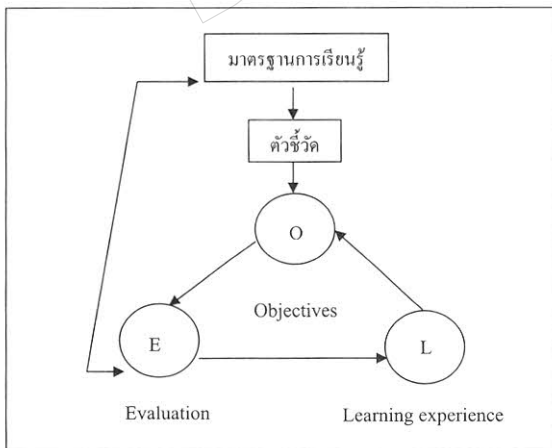 มาตรฐานการเรียนรู้
ตัวชี้วัด
O
Objectives
E
L
Evaluation
Learning experience